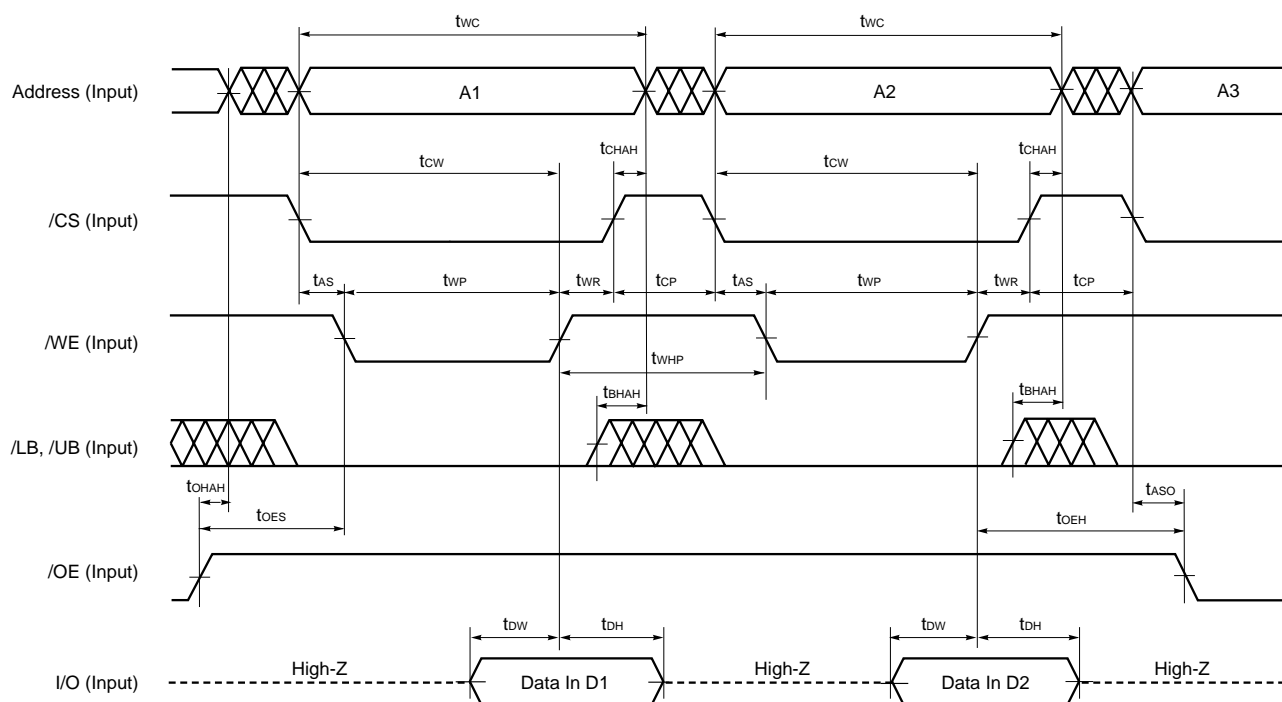 tWC tWC
Address (Input) A1 A2 A3
tCHAH tCHAH
tCW tCW
/CS (Input)
tAS tWP tWR tCP tAS tWP tWR tCP
/WE (Input)
tWHP
tBHAH tBHAH
/LB, /UB (Input)
tOHAH tASO
tOES tOEH
/OE (Input)
tDW tDH tDW tDH
High-Z High-Z High-Z
I/O (Input) Data In D1 Data In D2